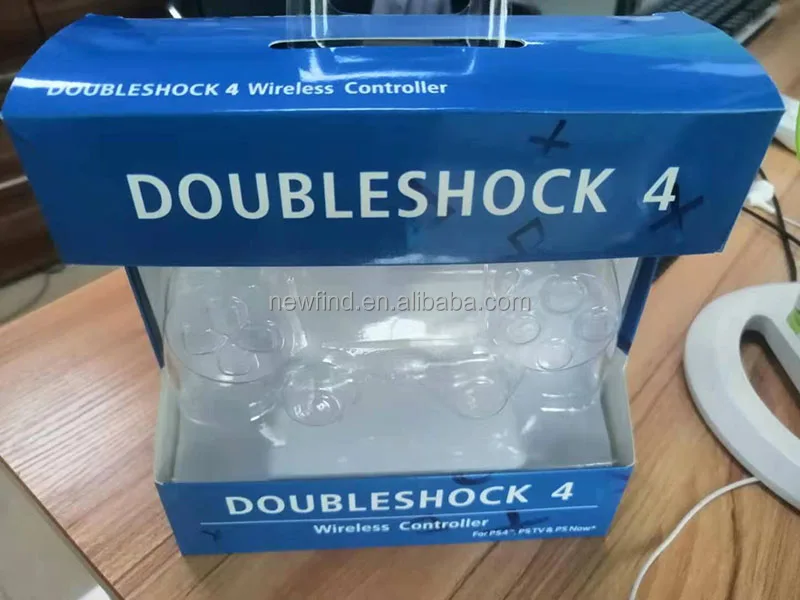 DOUBLESHOCK 4 Wireless Controller
DOUBLESHOCK 4
newfind.en.alibaba.com
DOUBLESHOCK 4
Wireless Controller
For PS4™, PS TV & PS Now*